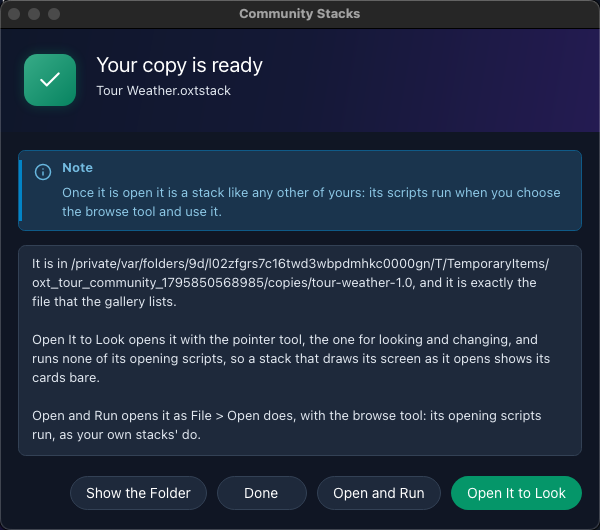 Community Stacks
Your copy is ready
Tour Weather.oxtstack
Note
Once it is open it is a stack like any other of yours: its scripts run when you choose
the browse tool and use it.
It is in /private/var/folders/9d/l02zfgrs7c16twd3wbpdmhkc0000gn/T/TemporaryItems/
oxt_tour_community_1795850568985/copies/tour-weather-1.0, and it is exactly the
file that the gallery lists.
Open It to Look opens it with the pointer tool, the one for looking and changing, and
runs none of its opening scripts, so a stack that draws its screen as it opens shows its
cards bare.
Open and Run opens it as File > Open does, with the browse tool: its opening scripts
run, as your own stacks' do.
Show the Folder
Done
Open and Run
Open It to Look